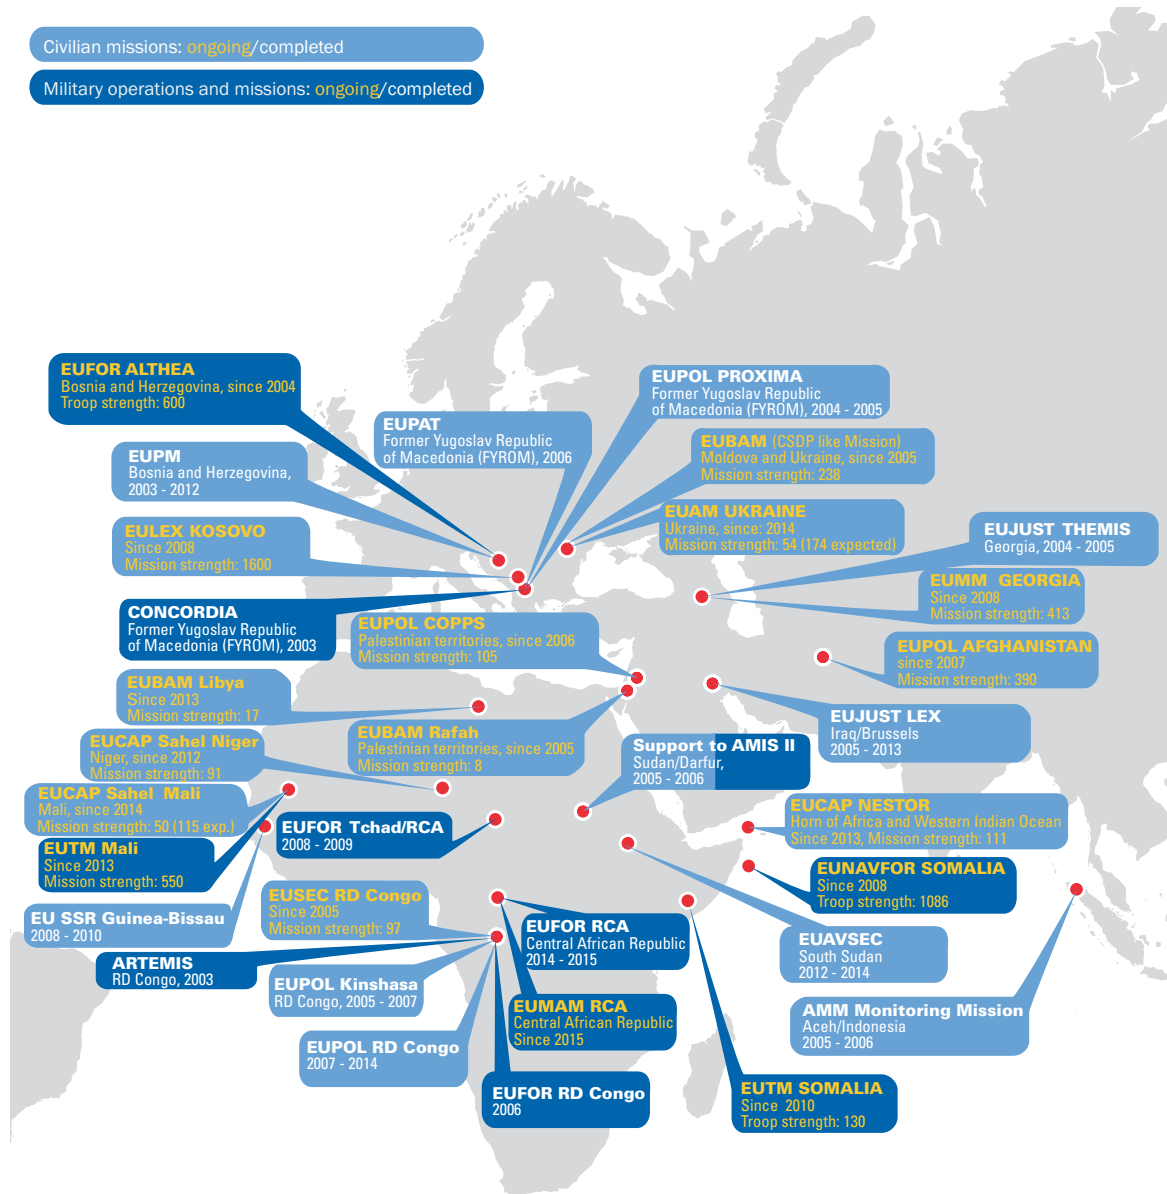 Civilian missions: ongoing/completed
Military operations and missions: ongoing/completed
EUFOR ALTHEA
Bosnia and Herzegovina, since 2004
Troop strength: 600
EUPOL PROXIMA
Former Yugoslav Republic
of Macedonia (FYROM), 2004 - 2005
EUPAT
Former Yugoslav Republic
of Macedonia (FYROM), 2006
EUBAM (CSDP like Mission)
Moldova and Ukraine, since 2005
Mission strength: 238
EUPM
Bosnia and Herzegovina,
2003 - 2012
EUAM UKRAINE
Ukraine, since: 2014
Mission strength: 54 (174 expected)
EULEX KOSOVO
Since 2008
Mission strength: 1600
EUJUST THEMIS
Georgia, 2004 - 2005
EUMM GEORGIA
Since 2008
Mission strength: 413
CONCORDIA
Former Yugoslav Republic
of Macedonia (FYROM), 2003
EUPOL COPPS
Palestinian territories, since 2006
Mission strength: 105
EUPOL AFGHANISTAN
since 2007
Mission strength: 390
EUBAM Libya
Since 2013
Mission strength: 17
EUJUST LEX
Iraq/Brussels
2005 - 2013
EUBAM Rafah
Palestinian territories, since 2005
Mission strength: 8
EUCAP Sahel Niger
Niger, since 2012
Mission strength: 91
Support to AMIS II
Sudan/Darfur,
2005 - 2006
EUCAP Sahel Mali
Mali, since 2014
Mission strength: 50 (115 exp.)
EUCAP NESTOR
Horn of Africa and Western Indian Ocean
Since 2013, Mission strength: 111
EUFOR Tchad/RCA
2008 - 2009
EUTM Mali
Since 2013
Mission strength: 550
EUNAVFOR SOMALIA
Since 2008
Troop strength: 1086
EUSEC RD Congo
Since 2005
Mission strength: 97
EU SSR Guinea-Bissau
2008 - 2010
EUFOR RCA
Central African Republic
2014 - 2015
EUAVSEC
South Sudan
2012 - 2014
ARTEMIS
RD Congo, 2003
EUPOL Kinshasa
RD Congo, 2005 - 2007
EUMAM RCA
Central African Republic
Since 2015
AMM Monitoring Mission
Aceh/Indonesia
2005 - 2006
EUPOL RD Congo
2007 - 2014
EUFOR RD Congo
2006
EUTM SOMALIA
Since 2010
Troop strength: 130